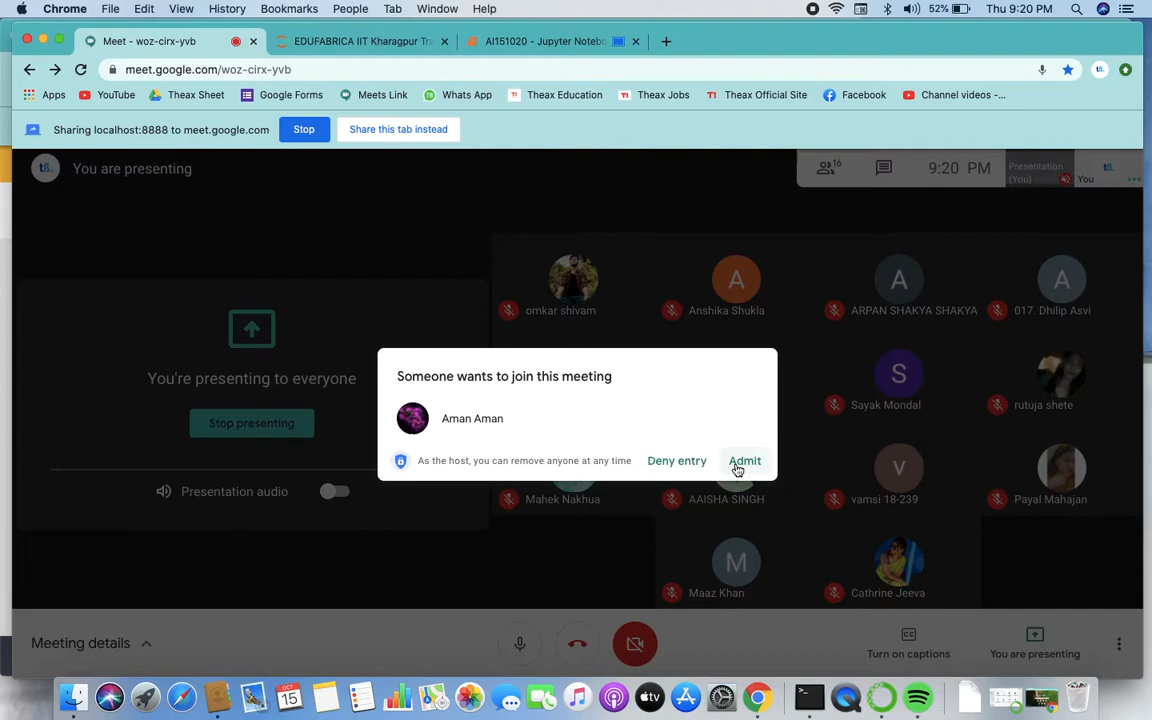 Chrome File Edit View History Bookmarks People Tab Window Help 52% Thu 9:20 PM
Meet - woz-cirx-yvb EDUFABRICA IIT Kharagpur Tra AI151020 - Jupyter Notebo
meet.google.com/woz-cirx-yvb
Apps YouTube Theax Sheet Google Forms Meets Link Whats App Theax Education Theax Jobs Theax Official Site Facebook Channel videos -...
Sharing localhost:8888 to meet.google.com Stop Share this tab instead
tß. You are presenting 16 9:20 PM Presentation (You) You
omkar shivam A Anshika Shukla A ARPAN SHAKYA SHAKYA A 017. Dhilip Asvi
You're presenting to everyone
Stop presenting
Presentation audio
Someone wants to join this meeting
Aman Aman
As the host, you can remove anyone at any time Deny entry Admit
S Sayak Mondal rutuja shete
Mahek Nakhua AAISHA SINGH V vamsi 18-239 Payal Mahajan
M Maaz Khan Cathrine Jeeva
Meeting details Turn on captions You are presenting
OCT 15
tv